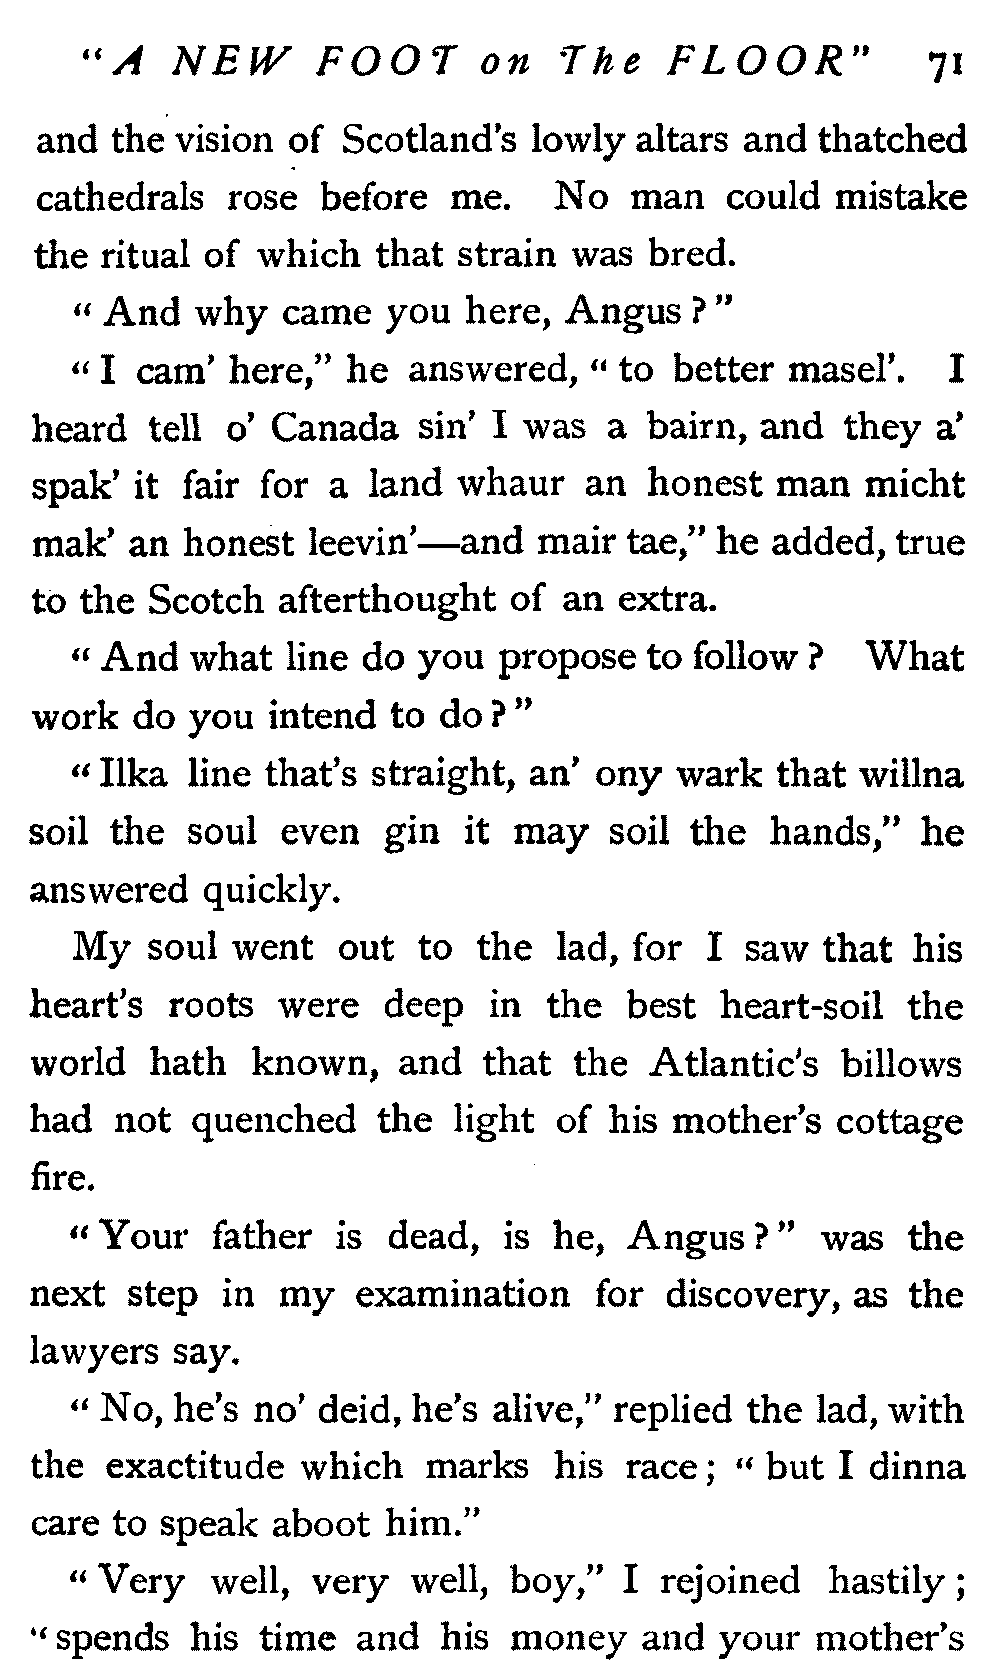 "A NEW FOOT on The FLOOR" 71
and the vision of Scotland's lowly altars and thatched
cathedrals rose before me. No man could mistake
the ritual of which that strain was bred.
"And why came you here, Angus?"
"I cam' here," he answered, "to better masel'. I
heard tell o' Canada sin' I was a bairn, and they a'
spak' it fair for a land whaur an honest man micht
mak' an honest leevin'—and mair tae," he added, true
to the Scotch afterthought of an extra.
"And what line do you propose to follow? What
work do you intend to do?"
"Ilka line that's straight, an' ony wark that willna
soil the soul even gin it may soil the hands," he
answered quickly.
My soul went out to the lad, for I saw that his
heart's roots were deep in the best heart-soil the
world hath known, and that the Atlantic's billows
had not quenched the light of his mother's cottage
fire.
"Your father is dead, is he, Angus?" was the
next step in my examination for discovery, as the
lawyers say.
"No, he's no' deid, he's alive," replied the lad, with
the exactitude which marks his race; "but I dinna
care to speak aboot him."
"Very well, very well, boy," I rejoined hastily;
"spends his time and his money and your mother's